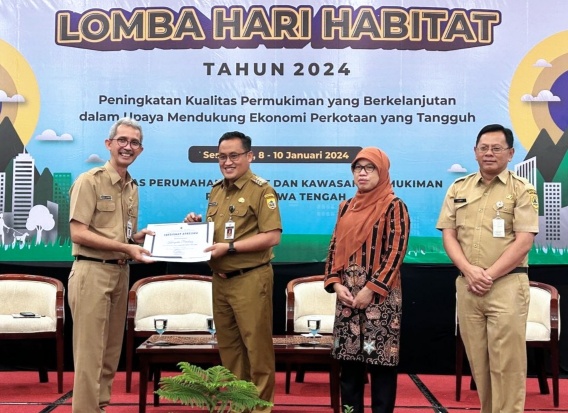 LOMBA HARI HABITAT
TAHUN 2024
Peningkatan Kualitas Permukiman yang Berkelanjutan
dalam Upaya Mendukung Ekonomi Perkotaan yang Tangguh
8 - 10 Januari 2024
PERUMAHAN DAN KAWASAN PERMUKIMAN
TENGAH